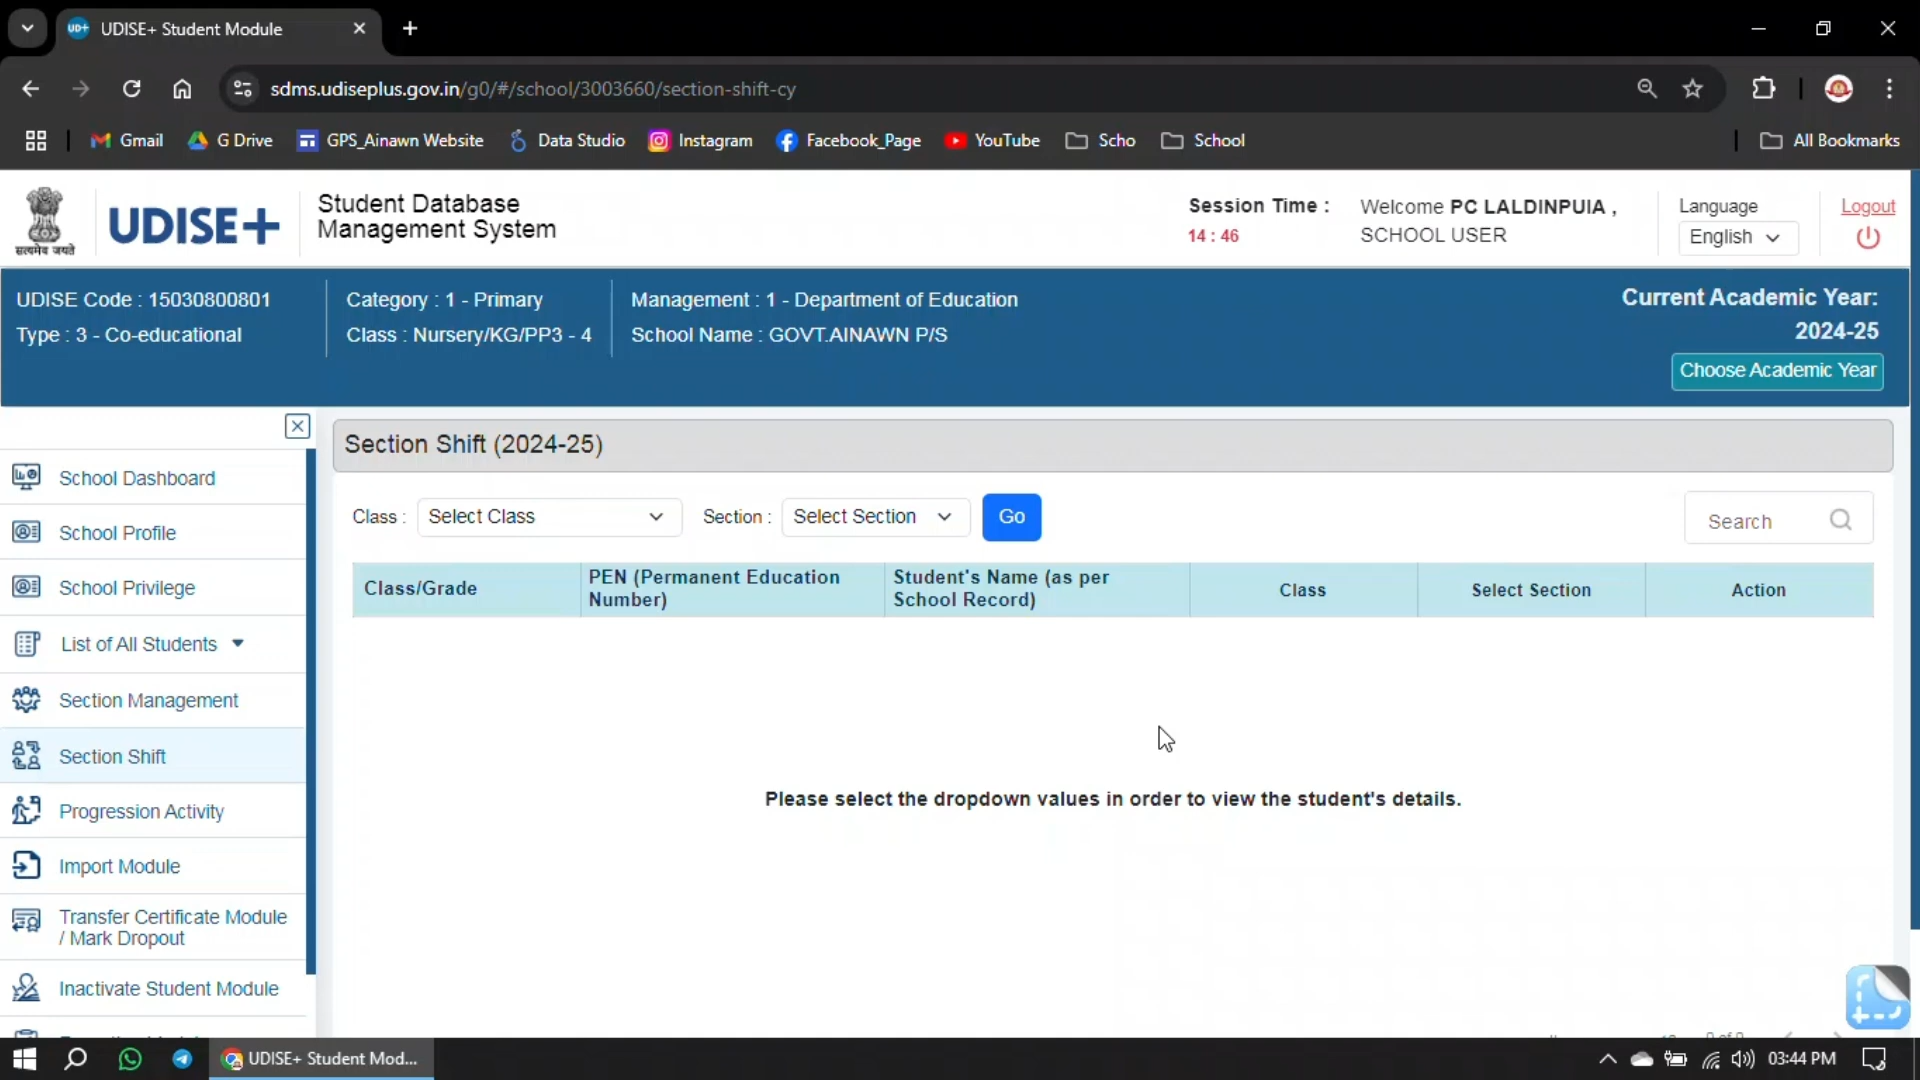 UDISE+ Student Module
sdms.udiseplus.gov.in/g0/#/school/3003660/section-shift-cy
Gmail
G Drive
GPS_Ainawn Website
Data Studio
Instagram
Facebook_Page
YouTube
Scho
School
All Bookmarks
सत्यमेव जयते
UDISE+
Student Database
Management System
Session Time :
14 : 46
Welcome PC LALDINPUIA ,
SCHOOL USER
Language
English
Logout
UDISE Code : 15030800801
Type : 3 - Co-educational
Category : 1 - Primary
Class : Nursery/KG/PP3 - 4
Management : 1 - Department of Education
School Name : GOVT.AINAWN P/S
Current Academic Year:
2024-25
Choose Academic Year
School Dashboard
School Profile
School Privilege
List of All Students
Section Management
Section Shift
Progression Activity
Import Module
Transfer Certificate Module
/ Mark Dropout
Inactivate Student Module
Section Shift (2024-25)
Class :
Select Class
Section :
Select Section
Go
Search
Class/Grade
PEN (Permanent Education
Number)
Student's Name (as per
School Record)
Class
Select Section
Action
Please select the dropdown values in order to view the student's details.
UDISE+ Student Mod...
03:44 PM